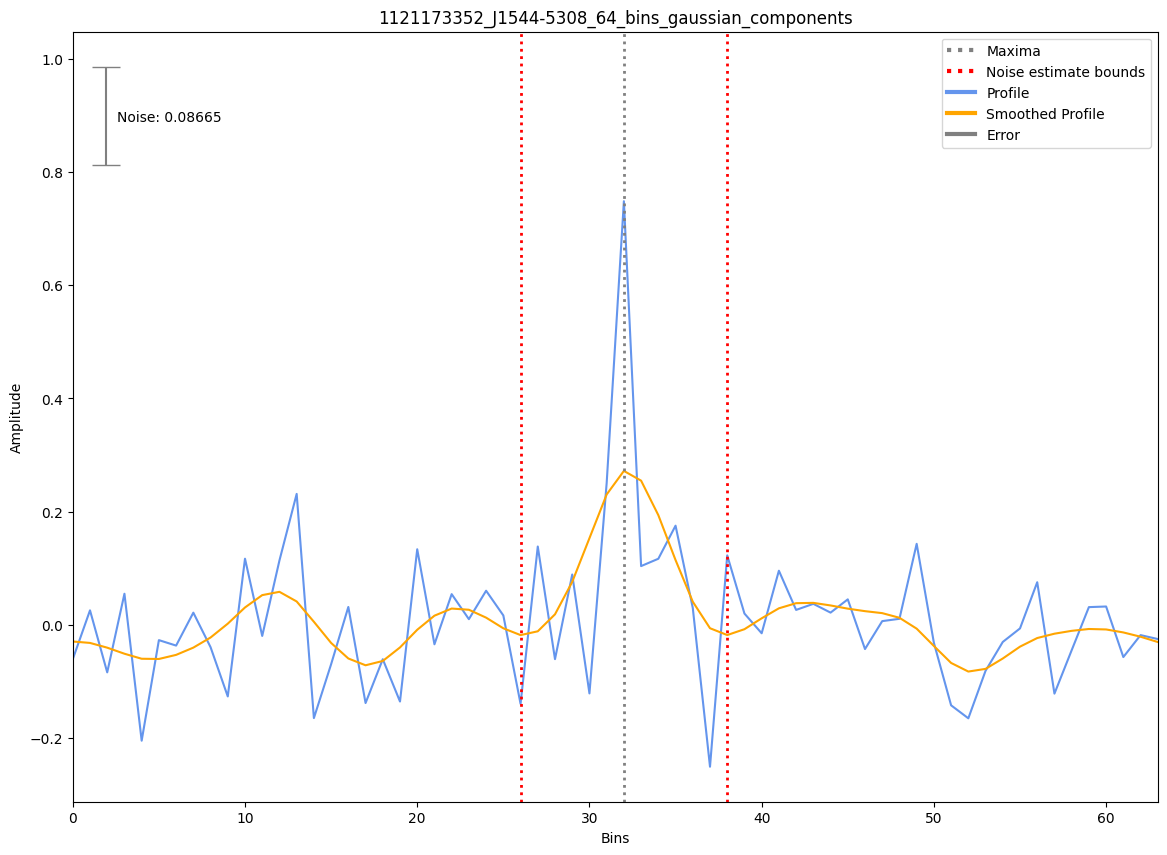 1121173352_J1544-5308_64_bins_gaussian_components
Maxima
Noise estimate bounds
Profile
Smoothed Profile
Error
Noise: 0.08665
1.0
0.8
0.6
0.4
0.2
0.0
−0.2
Amplitude
0 10 20 30 40 50 60
Bins